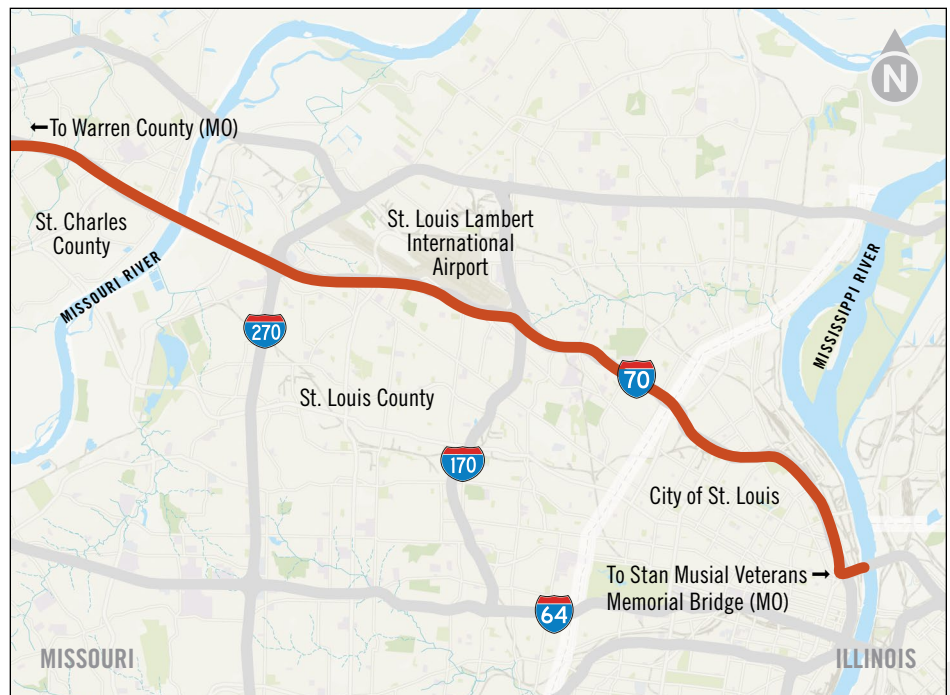 N
←To Warren County (MO)
St. Charles
County
St. Louis Lambert
International
Airport
MISSOURI RIVER
MISSISSIPPI RIVER
270
70
St. Louis County
170
City of St. Louis
To Stan Musial Veterans →
Memorial Bridge (MO)
64
MISSOURI
ILLINOIS